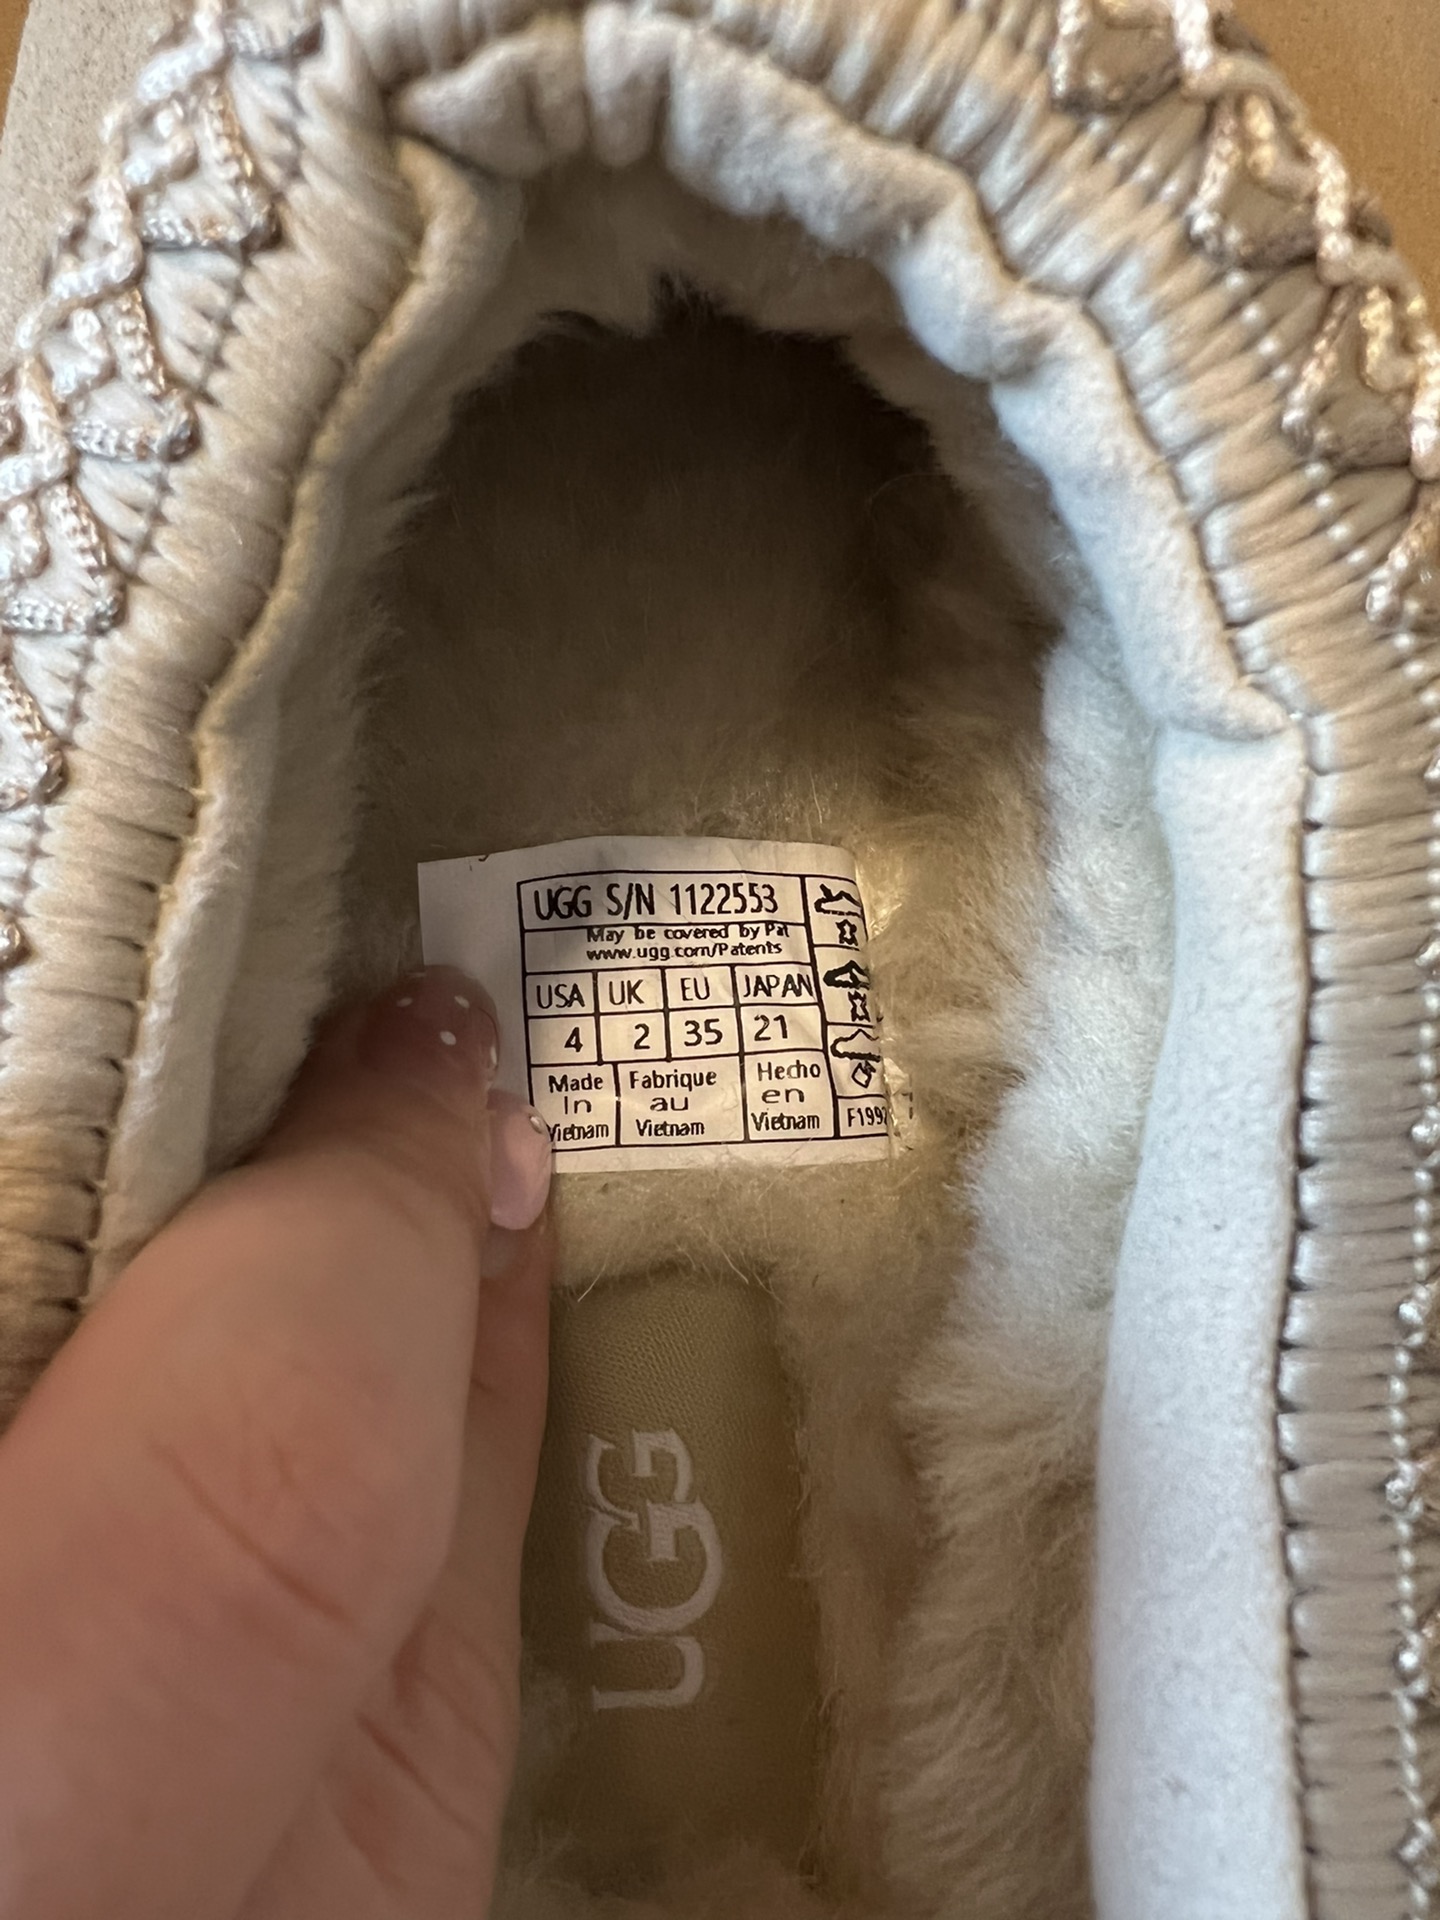 UGG S/N 1122553
May be covered by Pat
www.ugg.com/Patents
USA UK EU JAPAN
4 2 35 21
Made Fabrique Hecho
In au en
Vietnam Vietnam Vietnam
UGG